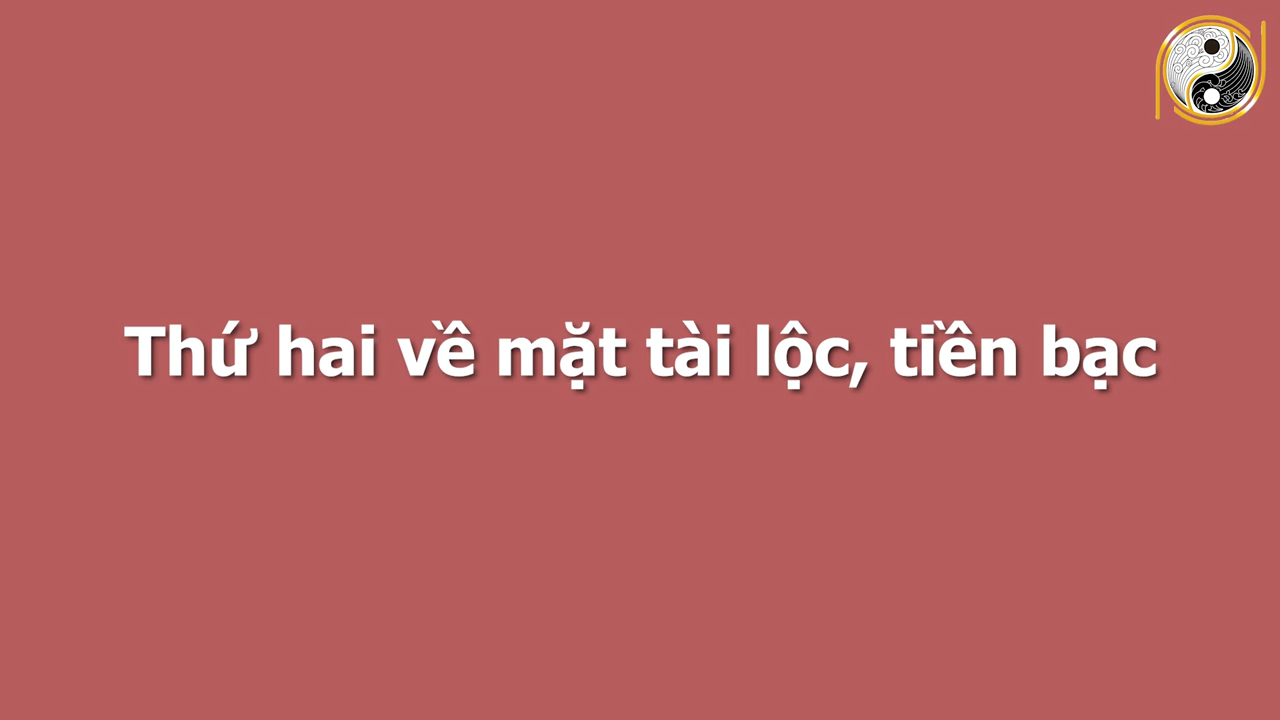 Thứ hai về mặt tài lộc, tiền bạc